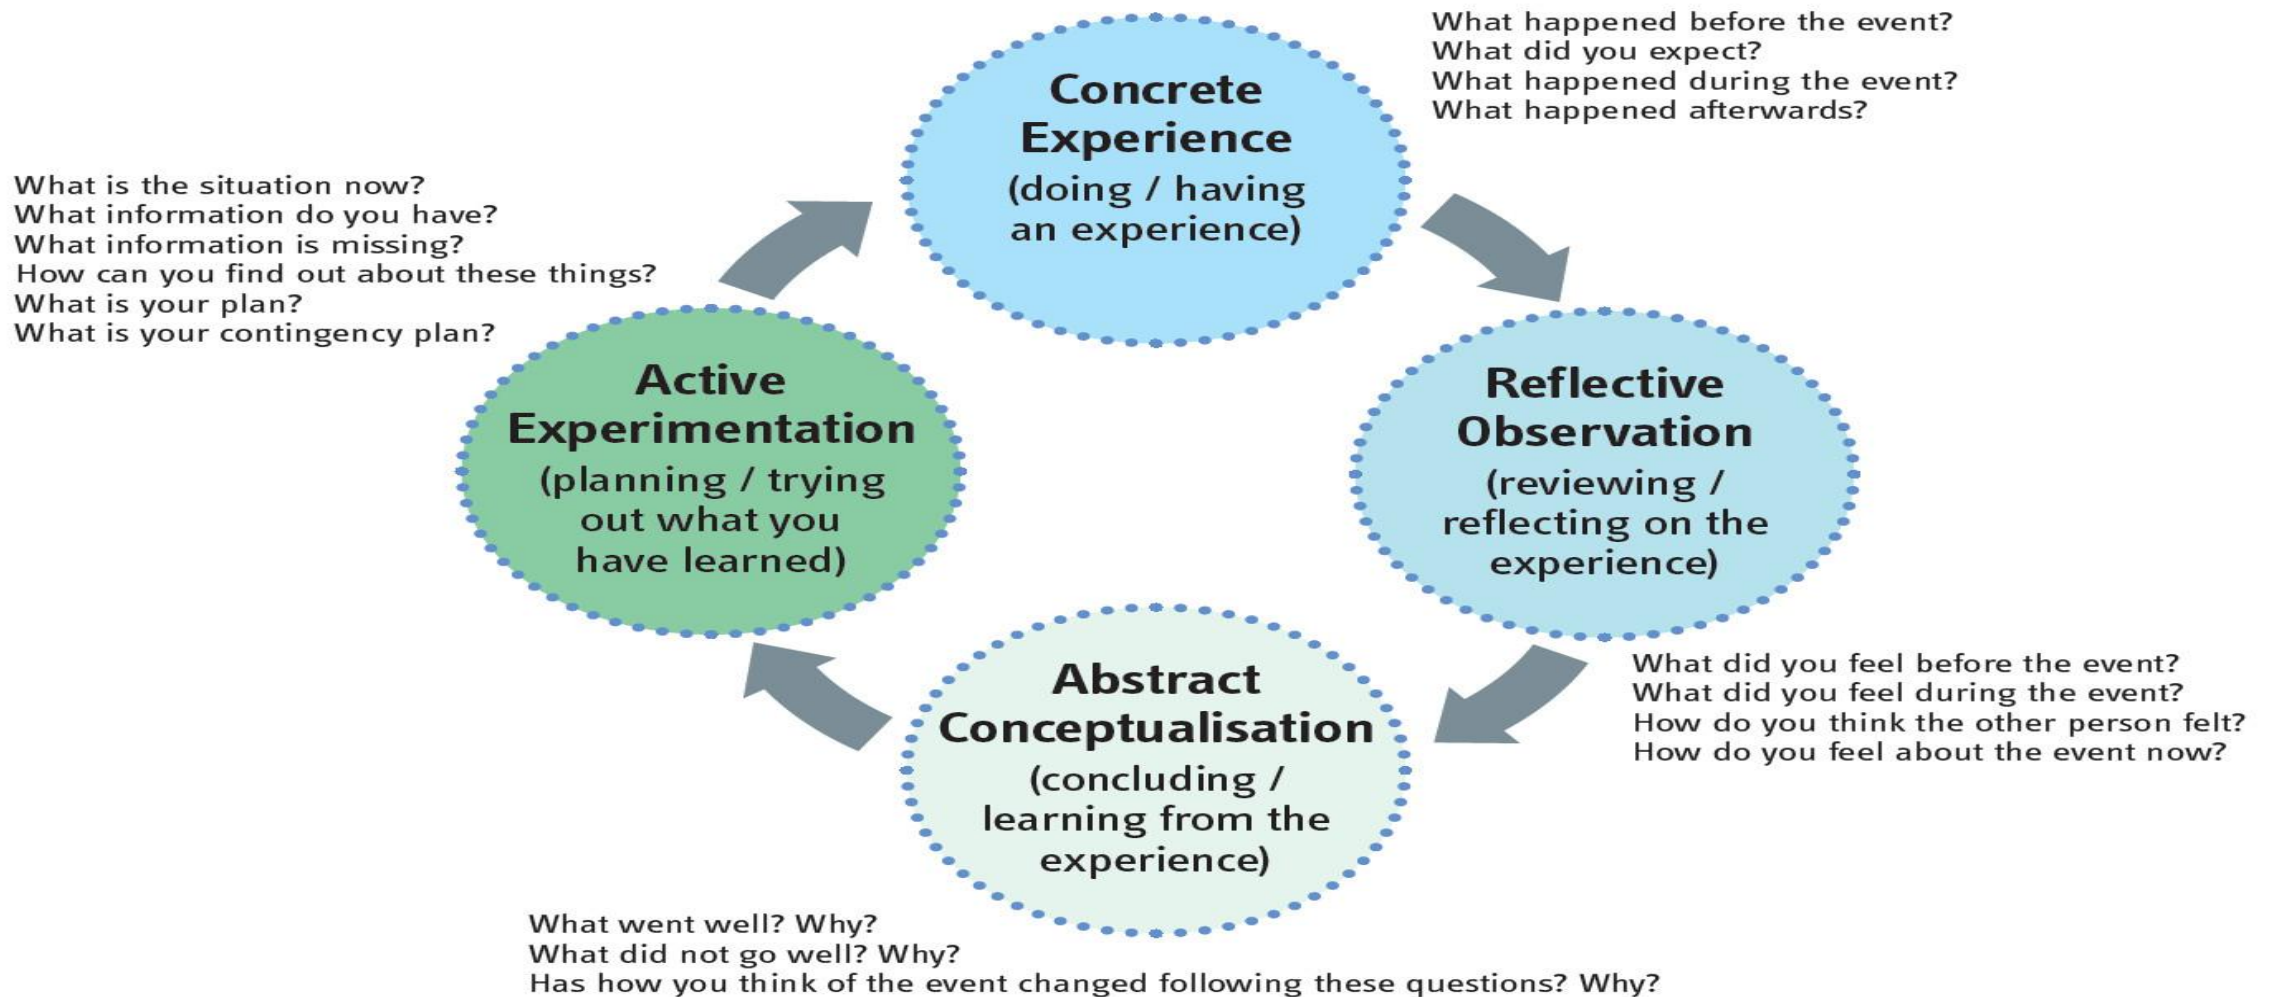 Concrete
Experience
(doing / having
an experience)
What happened before the event?
What did you expect?
What happened during the event?
What happened afterwards?
Reflective
Observation
(reviewing /
reflecting on the
experience)
What did you feel before the event?
What did you feel during the event?
How do you think the other person felt?
How do you feel about the event now?
Abstract
Conceptualisation
(concluding /
learning from the
experience)
What went well? Why?
What did not go well? Why?
Has how you think of the event changed following these questions? Why?
Active
Experimentation
(planning / trying
out what you
have learned)
What is the situation now?
What information do you have?
What information is missing?
How can you find out about these things?
What is your plan?
What is your contingency plan?